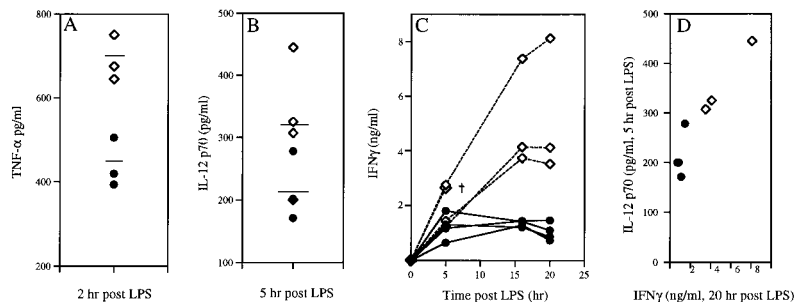 A
TNF-α pg/ml
800
600
400
200
2 hr post LPS
B
IL-12 p70 (pg/ml)
500
400
300
200
100
5 hr post LPS
C
IFNγ (ng/ml)
8
6
4
2
†
0 5 10 15 20 25
Time post LPS (hr)
D
IL-12 p70 (pg/ml, 5 hr post LPS)
500
400
300
200
100
0
2 4 6 8
IFNγ (ng/ml, 20 hr post LPS)